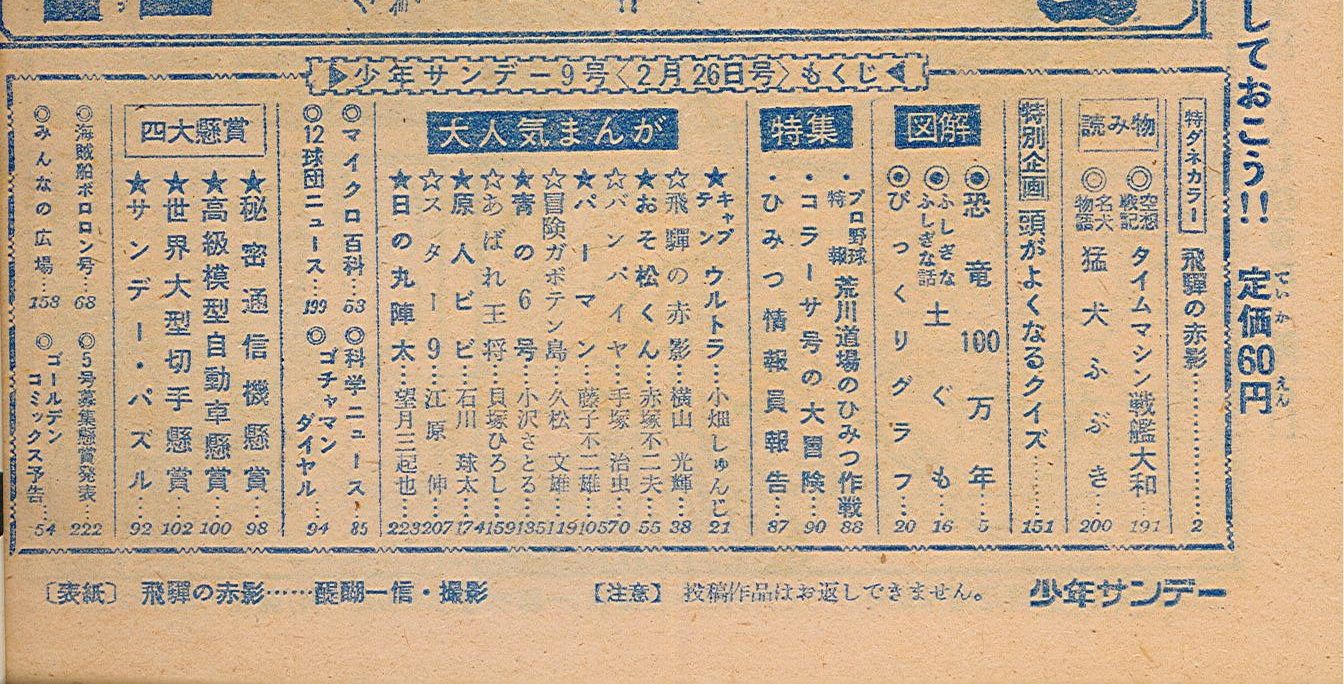 しておこう!! 定価60円
ていか えん
▶少年サンデー9号〈2月26日号〉もくじ◀
特ダネカラー 飛騨の赤影………2
読み物
◎空想戦記 タイムマシン戦艦大和…191
◎名犬物語 猛犬ふぶき…200
特別企画 頭がよくなるクイズ……151
図解
◉恐竜100万年…5
◉ふしぎなふしぎな話 土ぐも…16
◉びっくりグラフ…20
特集
・プロ野球特報 荒川道場のひみつ作戦 88
・コラーサ号の大冒険…90
・ひみつ情報員報告…87
大人気まんが
★キャプテンウルトラ…小畑しゅんじ 21
☆飛騨の赤影…横山光輝…38
★おそ松くん…赤塚不二夫…55
☆バンパイヤ…手塚治虫…70
★パーマン…藤子不二雄…105
☆冒険ガボテン島…久松文雄…119
★青の6号…小沢さとる…135
☆あばれ王将…貝塚ひろし…159
★原人ビビ…石川球太…174
☆スター9…江原伸…207
★日の丸陣太…望月三起也…223
◎マイクロ百科…53 ◎科学ニュース…85
◎12球団ニュース…199 ◎ゴチャマンダイヤル…94
四大懸賞
★秘密通信機懸賞…98
★高級模型自動車懸賞…100
★世界大型切手懸賞…102
★サンデー・パズル…92
◎海賊船ボロロン号…68 ◎5号募集懸賞発表…222
◎みんなの広場…158 ◎ゴールデンコミックス予告…54
〔表紙〕 飛騨の赤影……醍醐一信・撮影
【注意】 投稿作品はお返しできません。
少年サンデー